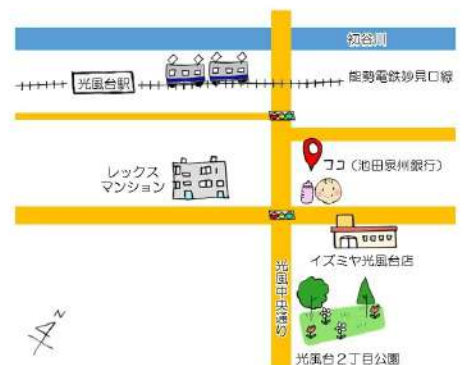 初谷川
能勢電鉄妙見口線
光風台駅
ココ(池田泉州銀行)
レックス
マンション
イズミヤ光風台店
光風中央通り
光風台2丁目公園
N